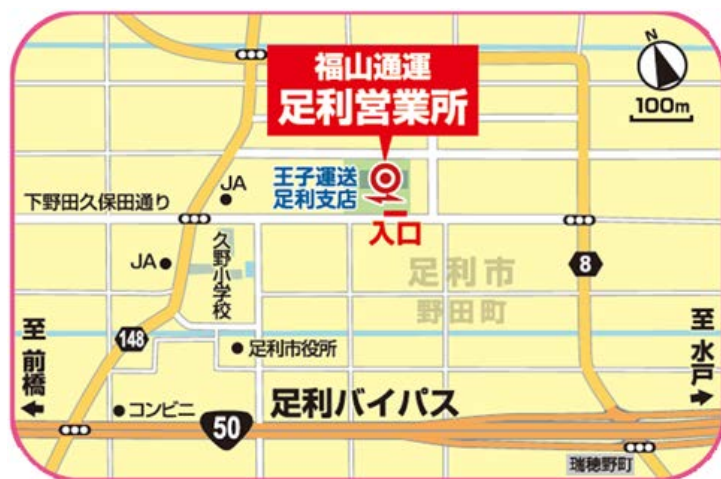 福山通運
足利営業所
N
100m
王子運送
足利支店
JA
下野田久保田通り
入口
JA
久野小学校
足利市
野田町
8
至 前橋
148
足利市役所
至 水戸
コンビニ
足利バイパス
50
瑞穂野町